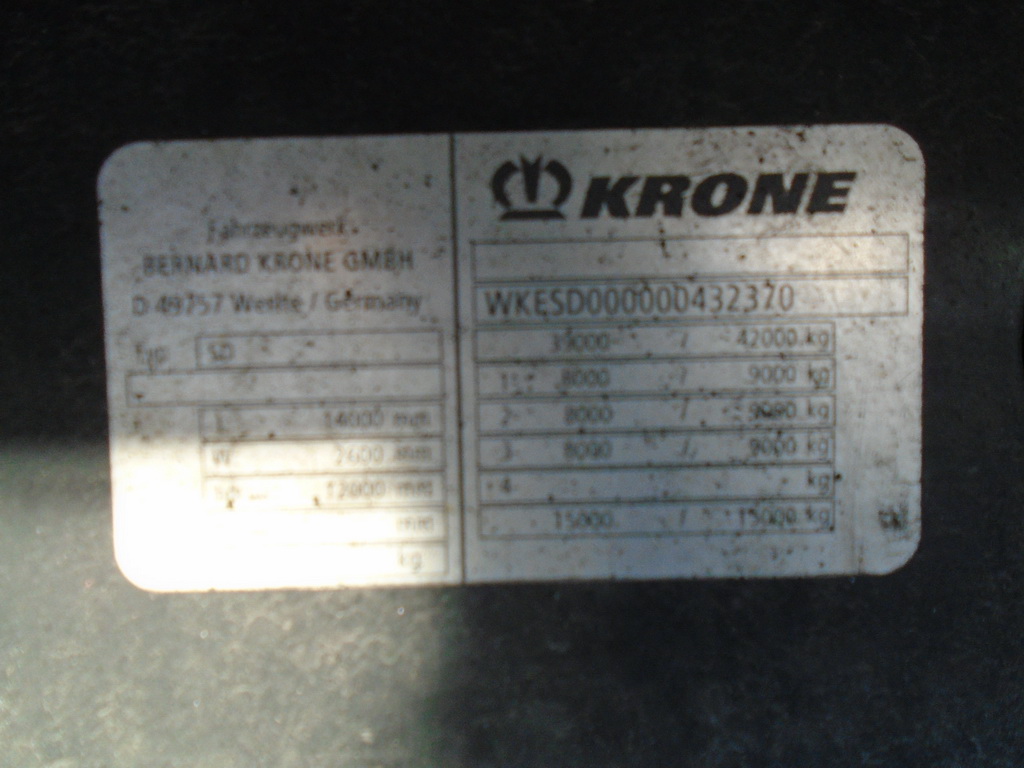 Fahrzeugwerk
BERNARD KRONE GMBH
D 49757 Werlte / Germany
Typ SD
L 14000 mm
W 2600 mm
12000 mm
mm
kg
KRONE
WKESD000000432320
39000 / 42000 kg
1 - 8000 / 9000 kg
2 - 8000 / 9000 kg
3 - 8000 / 9000 kg
4 - kg
15000 / 15000 kg